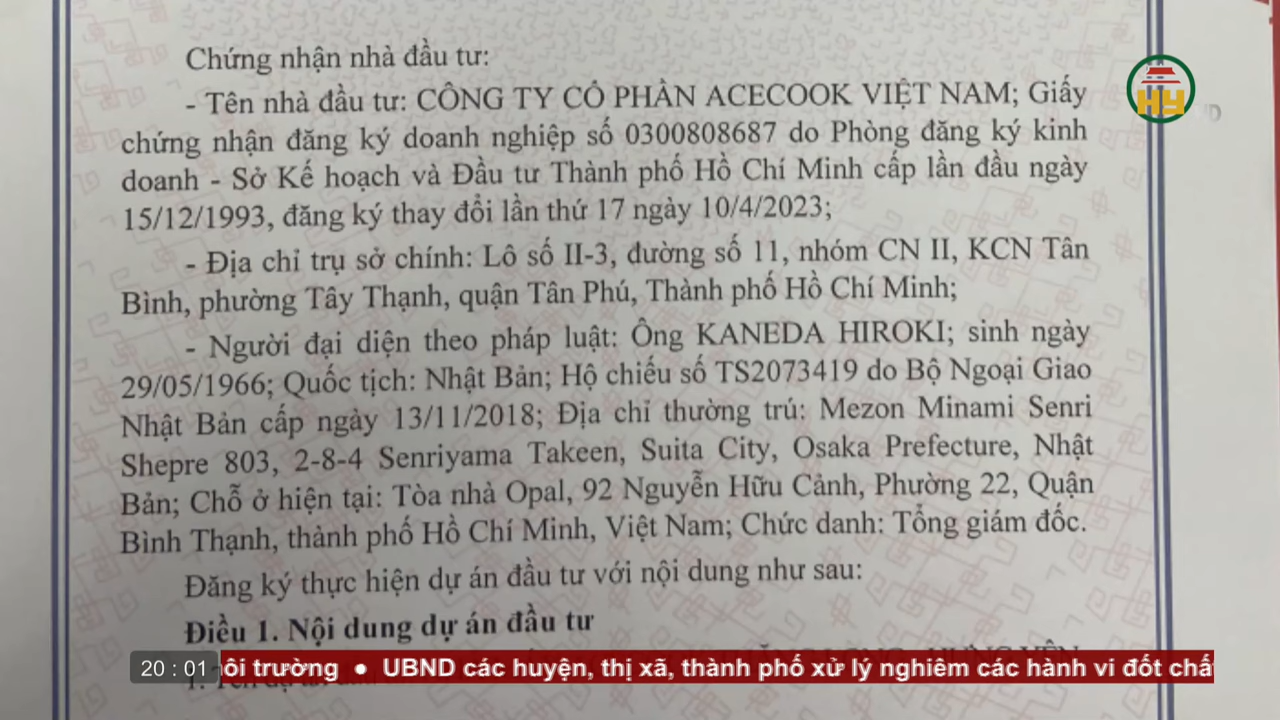 Chứng nhận nhà đầu tư:
- Tên nhà đầu tư: CÔNG TY CỔ PHẦN ACECOOK VIỆT NAM; Giấy
chứng nhận đăng ký doanh nghiệp số 0300808687 do Phòng đăng ký kinh
doanh - Sở Kế hoạch và Đầu tư Thành phố Hồ Chí Minh cấp lần đầu ngày
15/12/1993, đăng ký thay đổi lần thứ 17 ngày 10/4/2023;
- Địa chỉ trụ sở chính: Lô số II-3, đường số 11, nhóm CN II, KCN Tân
Bình, phường Tây Thạnh, quận Tân Phú, Thành phố Hồ Chí Minh;
- Người đại diện theo pháp luật: Ông KANEDA HIROKI; sinh ngày
29/05/1966; Quốc tịch: Nhật Bản; Hộ chiếu số TS2073419 do Bộ Ngoại Giao
Nhật Bản cấp ngày 13/11/2018; Địa chỉ thường trú: Mezon Minami Senri
Shepre 803, 2-8-4 Senriyama Takeen, Suita City, Osaka Prefecture, Nhật
Bản; Chỗ ở hiện tại: Tòa nhà Opal, 92 Nguyễn Hữu Cảnh, Phường 22, Quận
Bình Thạnh, thành phố Hồ Chí Minh, Việt Nam; Chức danh: Tổng giám đốc.
Đăng ký thực hiện dự án đầu tư với nội dung như sau:
Điều 1. Nội dung dự án đầu tư
HY
20 : 01 ôi trường ● UBND các huyện, thị xã, thành phố xử lý nghiêm các hành vi đốt